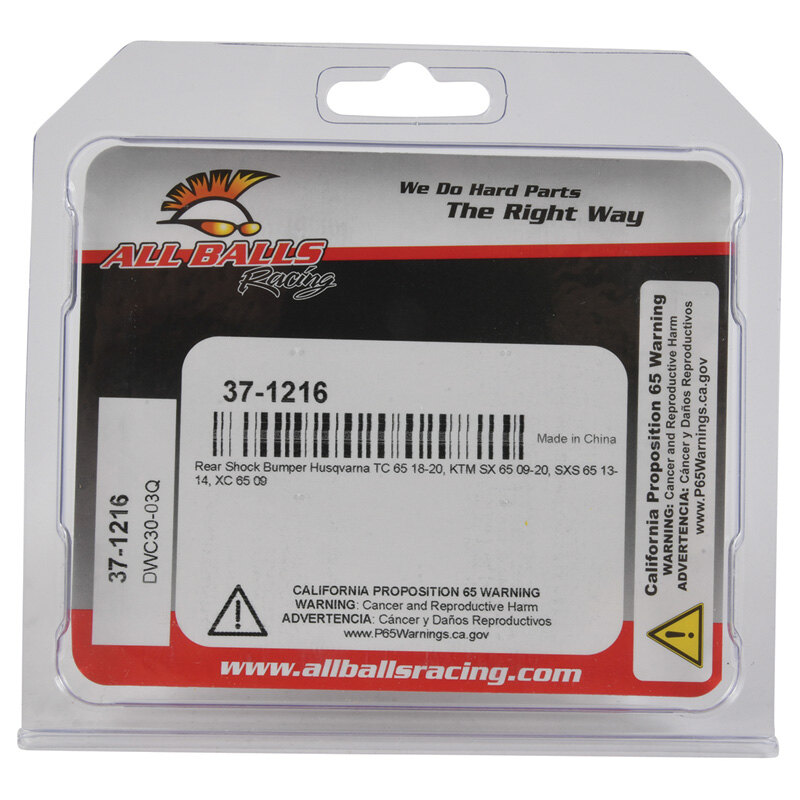 We Do Hard Parts
The Right Way
ALL BALLS
Racing
37-1216
Made in China
Rear Shock Bumper Husqvarna TC 65 18-20, KTM SX 65 09-20, SXS 65 13-
14, XC 65 09
CALIFORNIA PROPOSITION 65 WARNING
WARNING: Cancer and Reproductive Harm
ADVERTENCIA: Cáncer y Daños Reproductivos
www.P65Warnings.ca.gov
37-1216
DWC30-03Q
California Proposition 65 Warning
WARNING: Cancer and Reproductive Harm
ADVERTENCIA: Cáncer y Daños Reproductivos
www.P65Warnings.ca.gov
www.allballsracing.com